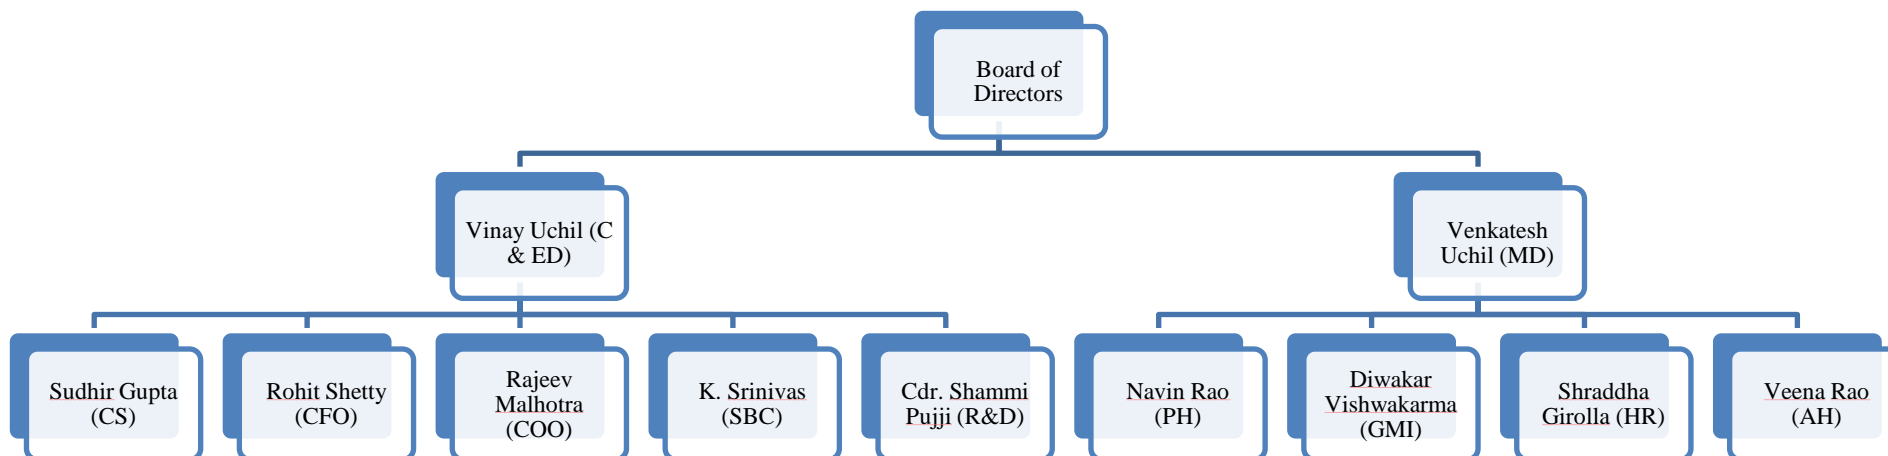 Board of
Directors
Vinay Uchil (C
& ED)
Venkatesh
Uchil (MD)
Sudhir Gupta
(CS)
Rohit Shetty
(CFO)
Rajeev
Malhotra
(COO)
K. Srinivas
(SBC)
Cdr. Shammi
Pujji (R&D)
Navin Rao
(PH)
Diwakar
Vishwakarma
(GMI)
Shraddha
Girolla (HR)
Veena Rao
(AH)